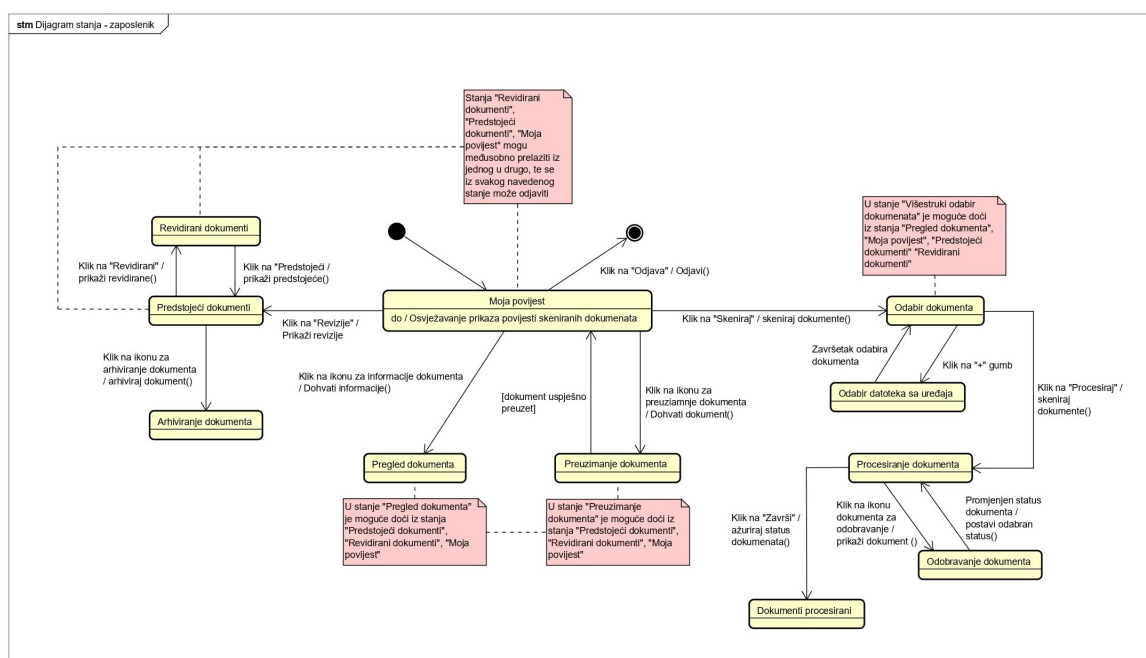 stm Dijagram stanja - zaposlenik
Stanja "Revidirani
dokumenti",
"Predstojeći
dokumenti", "Moja
povijest" mogu
međusobno prelaziti iz
jednog u drugo, te se
iz svakog navedenog
stanje može odjaviti
U stanje "Višestruki odabir
dokumenata" je moguće doći
iz stanja "Pregled dokumenta",
"Moja povijest", "Predstojeći
dokumenti" "Revidirani
dokumenti"
Revidirani dokumenti
Klik na "Revidirani" /
prikaži revidirane()
Klik na "Predstojeći /
prikaži predstojeće()
Klik na "Odjava" / Odjavi()
Predstojeći dokumenti
Moja povijest
do / Osvježavanje prikaza povijesti skeniranih dokumenata
Klik na "Revizije" /
Prikaži revizije
Klik na "Skeniraj" / skeniraj dokumente()
Odabir dokumenta
Klik na ikonu za
arhiviranje dokumenta
/ arhiviraj dokument()
Klik na ikonu za informacije dokumenta
/ Dohvati informacije()
[dokument uspješno
preuzet]
Klik na ikonu za
preuziamnje dokumenta
/ Dohvati dokument()
Završetak odabira
dokumenta
Klik na "+" gumb
Klik na "Procesiraj" /
skeniraj
dokumente()
Odabir datoteka sa uređaja
Arhiviranje dokumenta
Pregled dokumenta
Preuzimanje dokumenta
Procesiranje dokumenta
U stanje "Pregled dokumenta"
je moguće doći iz stanja
"Predstojeći dokumenti",
"Revidirani dokumenti", "Moja
povijest"
U stanje "Preuzimanje
dokumenta" je moguće doći iz
stanja "Predstojeći dokumenti",
"Revidirani dokumenti", "Moja
povijest"
Klik na "Završi" /
ažuriraj status
dokumenata()
Klik na ikonu
dokumenta za
odobravanje /
prikaži dokument ()
Promjenjen status
dokumenta /
postavi odabran
status()
Odobravanje dokumenta
Dokumenti procesirani